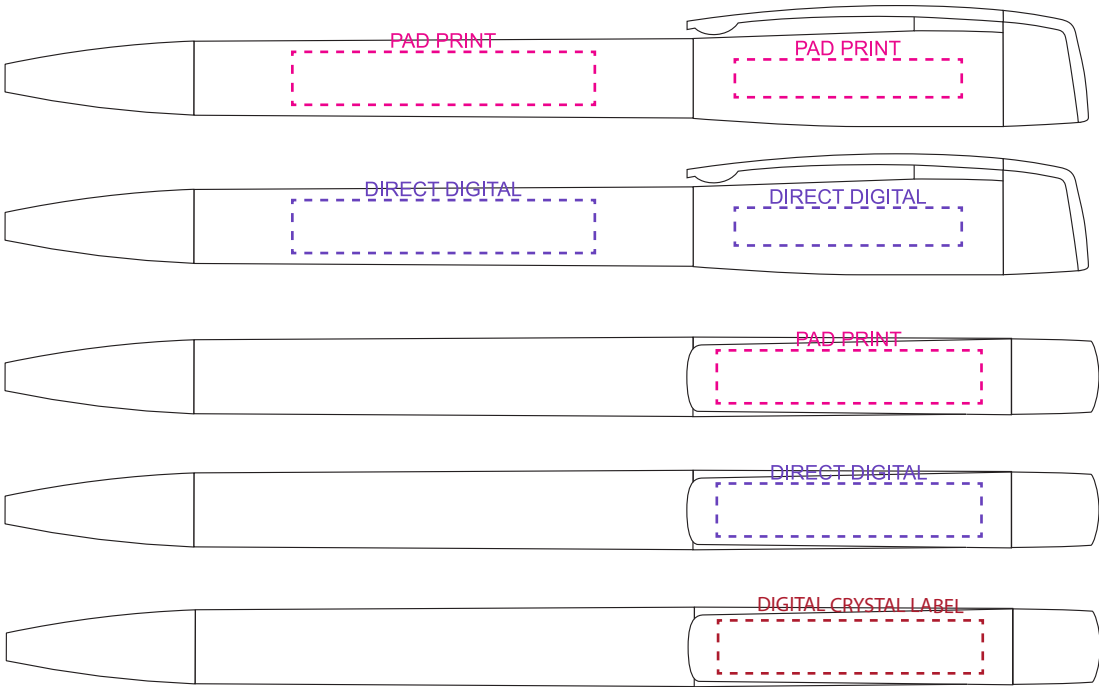 PAD PRINT
PAD PRINT
DIRECT DIGITAL
DIRECT DIGITAL
PAD PRINT
DIRECT DIGITAL
DIGITAL CRYSTAL LABEL